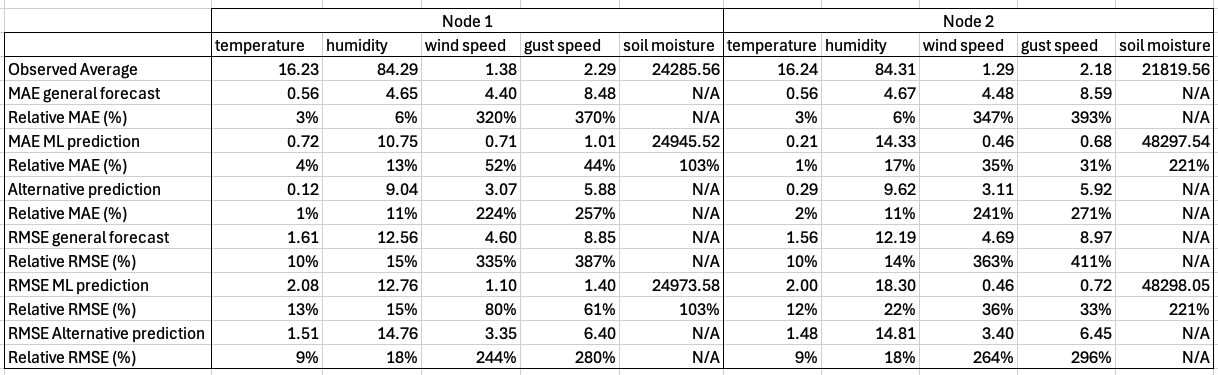 Node 1 Node 2
temperature humidity wind speed gust speed soil moisture temperature humidity wind speed gust speed soil moisture
Observed Average 16.23 84.29 1.38 2.29 24285.56 16.24 84.31 1.29 2.18 21819.56
MAE general forecast 0.56 4.65 4.40 8.48 N/A 0.56 4.67 4.48 8.59 N/A
Relative MAE (%) 3% 6% 320% 370% N/A 3% 6% 347% 393% N/A
MAE ML prediction 0.72 10.75 0.71 1.01 24945.52 0.21 14.33 0.46 0.68 48297.54
Relative MAE (%) 4% 13% 52% 44% 103% 1% 17% 35% 31% 221%
Alternative prediction 0.12 9.04 3.07 5.88 N/A 0.29 9.62 3.11 5.92 N/A
Relative MAE (%) 1% 11% 224% 257% N/A 2% 11% 241% 271% N/A
RMSE general forecast 1.61 12.56 4.60 8.85 N/A 1.56 12.19 4.69 8.97 N/A
Relative RMSE (%) 10% 15% 335% 387% N/A 10% 14% 363% 411% N/A
RMSE ML prediction 2.08 12.76 1.10 1.40 24973.58 2.00 18.30 0.46 0.72 48298.05
Relative RMSE (%) 13% 15% 80% 61% 103% 12% 22% 36% 33% 221%
RMSE Alternative prediction 1.51 14.76 3.35 6.40 N/A 1.48 14.81 3.40 6.45 N/A
Relative RMSE (%) 9% 18% 244% 280% N/A 9% 18% 264% 296% N/A